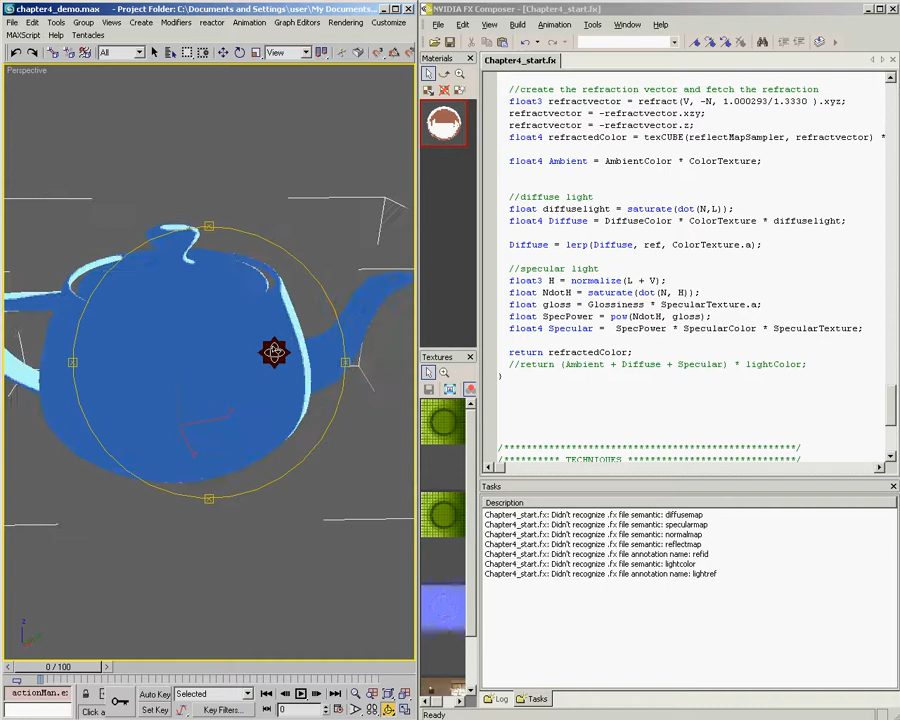 chapter4_demo.max - Project Folder: C:\Documents and Settings\user\My Documents...
File Edit Tools Group Views Create Modifiers reactor Animation Graph Editors Rendering Customize
MAXScript Help Tentacles
All
View
Perspective
z
0 / 100
actionMan.e:
Click a
Auto Key
Selected
Set Key
Key Filters...
0
NVIDIA FX Composer - [Chapter4_start.fx]
File Edit View Build Animation Tools Window Help
Materials
Chapter4_start.fx
//create the refraction vector and fetch the refraction
float3 refractvector = refract(V, -N, 1.000293/1.3330 ).xyz;
refractvector = -refractvector.xzy;
refractvector = -refractvector.z;
float4 refractedColor = texCUBE(reflectMapSampler, refractvector) *
float4 Ambient = AmbientColor * ColorTexture;
//diffuse light
float diffuselight = saturate(dot(N,L));
float4 Diffuse = DiffuseColor * ColorTexture * diffuselight;
Diffuse = lerp(Diffuse, ref, ColorTexture.a);
//specular light
float3 H = normalize(L + V);
float NdotH = saturate(dot(N, H));
float gloss = Glossiness * SpecularTexture.a;
float SpecPower = pow(NdotH, gloss);
float4 Specular =  SpecPower * SpecularColor * SpecularTexture;
return refractedColor;
//return (Ambient + Diffuse + Specular) * lightColor;
}
/****************************************************/
/********** TECHNIQUES ******************************/
Textures
Tasks
Description
Chapter4_start.fx: Didn't recognize .fx file semantic: diffusemap
Chapter4_start.fx: Didn't recognize .fx file semantic: specularmap
Chapter4_start.fx: Didn't recognize .fx file semantic: normalmap
Chapter4_start.fx: Didn't recognize .fx file semantic: reflectmap
Chapter4_start.fx: Didn't recognize .fx file annotation name: refid
Chapter4_start.fx: Didn't recognize .fx file semantic: lightcolor
Chapter4_start.fx: Didn't recognize .fx file annotation name: lightref
Log Tasks
Ready